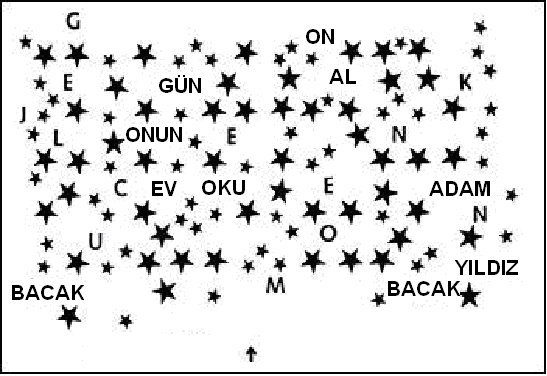 G
ON
E GÜN AL K
J
L ONUN E N
C EV OKU E ADAM
N
U O
YILDIZ
BACAK M BACAK